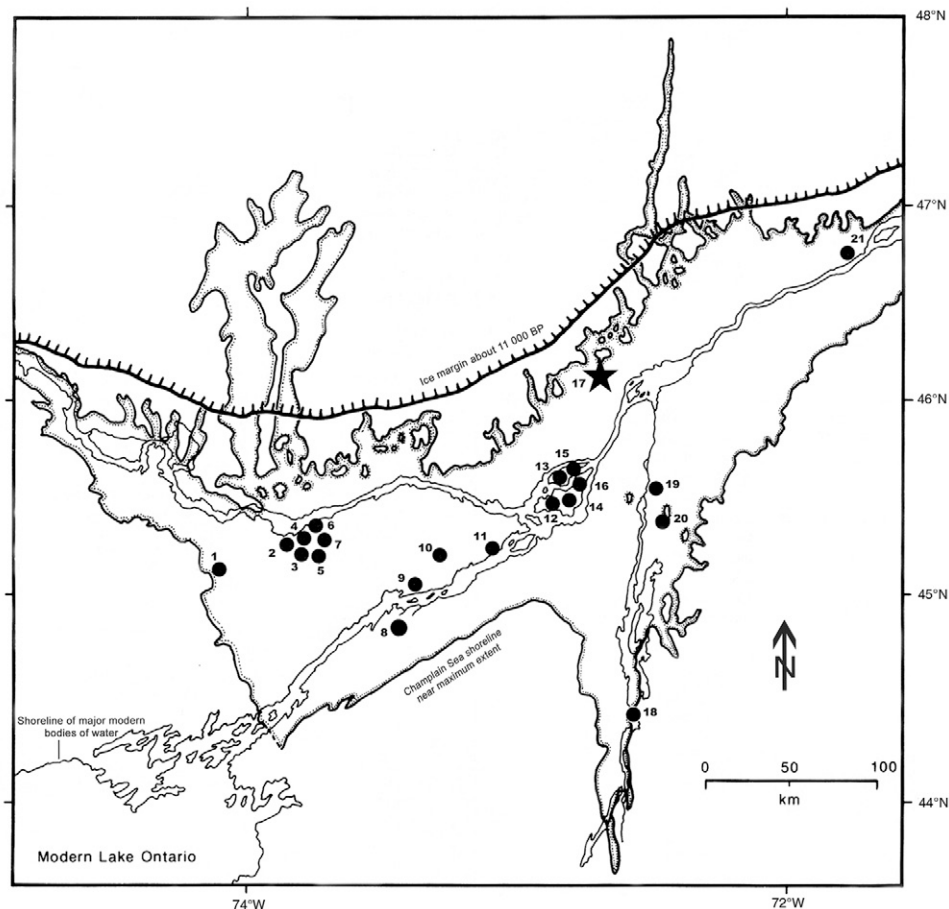 48°N
47°N
21
Ice margin about 11 000 BP
17
46°N
15
13
16
12
14
19
20
4
6
2
7
3
5
1
10
11
9
8
45°N
Champlain Sea shoreline
near maximum extent
N
18
Shoreline of major modern
bodies of water
0 50 100
km
44°N
Modern Lake Ontario
74°W
72°W